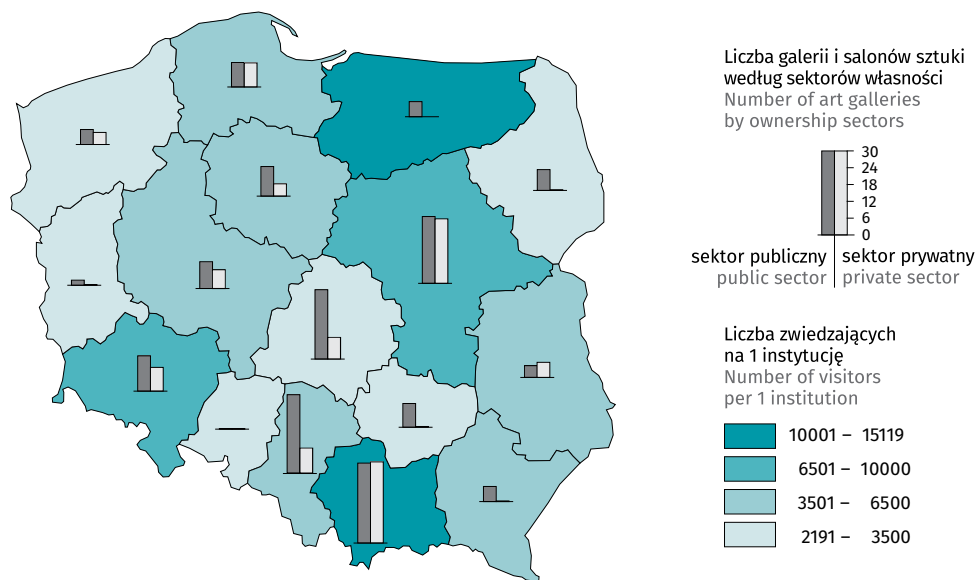 Liczba galerii i salonów sztuki
według sektorów własności
Number of art galleries
by ownership sectors
30
24
18
12
6
0
sektor publiczny
public sector
sektor prywatny
private sector
Liczba zwiedzających
na 1 instytucję
Number of visitors
per 1 institution
10001 – 15119
6501 – 10000
3501 – 6500
2191 – 3500